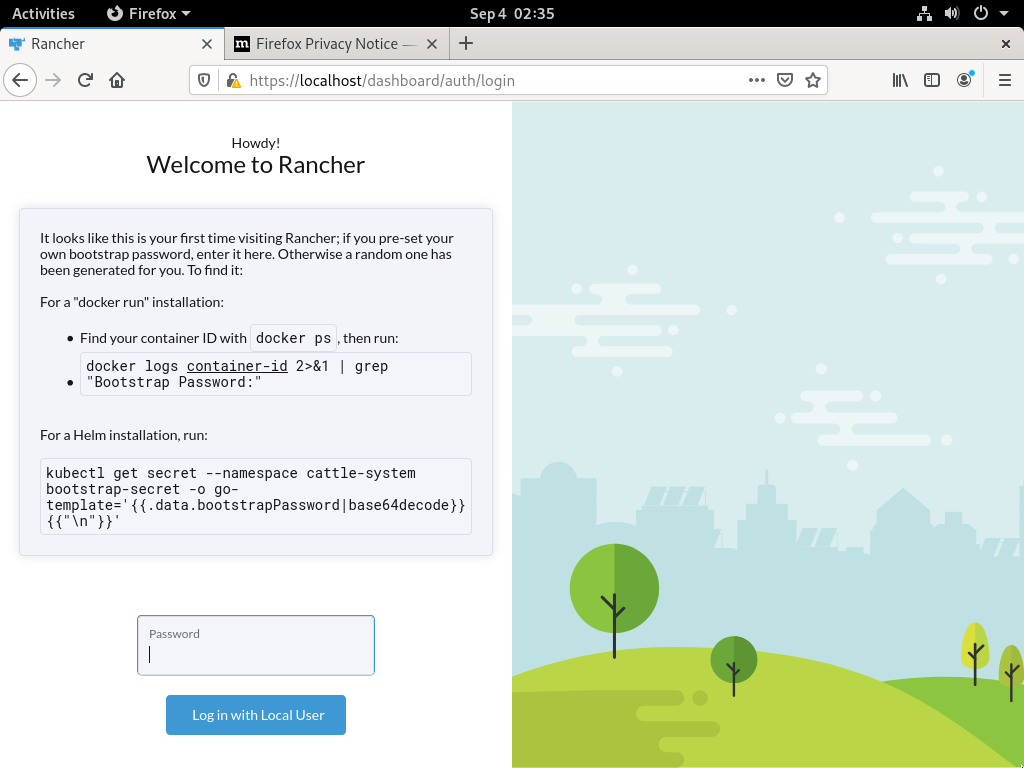 Activities Firefox Sep 4 02:35
Rancher Firefox Privacy Notice —
https://localhost/dashboard/auth/login
Howdy!
Welcome to Rancher
It looks like this is your first time visiting Rancher; if you pre-set your
own bootstrap password, enter it here. Otherwise a random one has
been generated for you. To find it:
For a "docker run" installation:
• Find your container ID with docker ps , then run:
docker logs container-id 2>&1 | grep
• "Bootstrap Password:"
For a Helm installation, run:
kubectl get secret --namespace cattle-system
bootstrap-secret -o go-
template='{{.data.bootstrapPassword|base64decode}}
{{"\n"}}'
Password
Log in with Local User